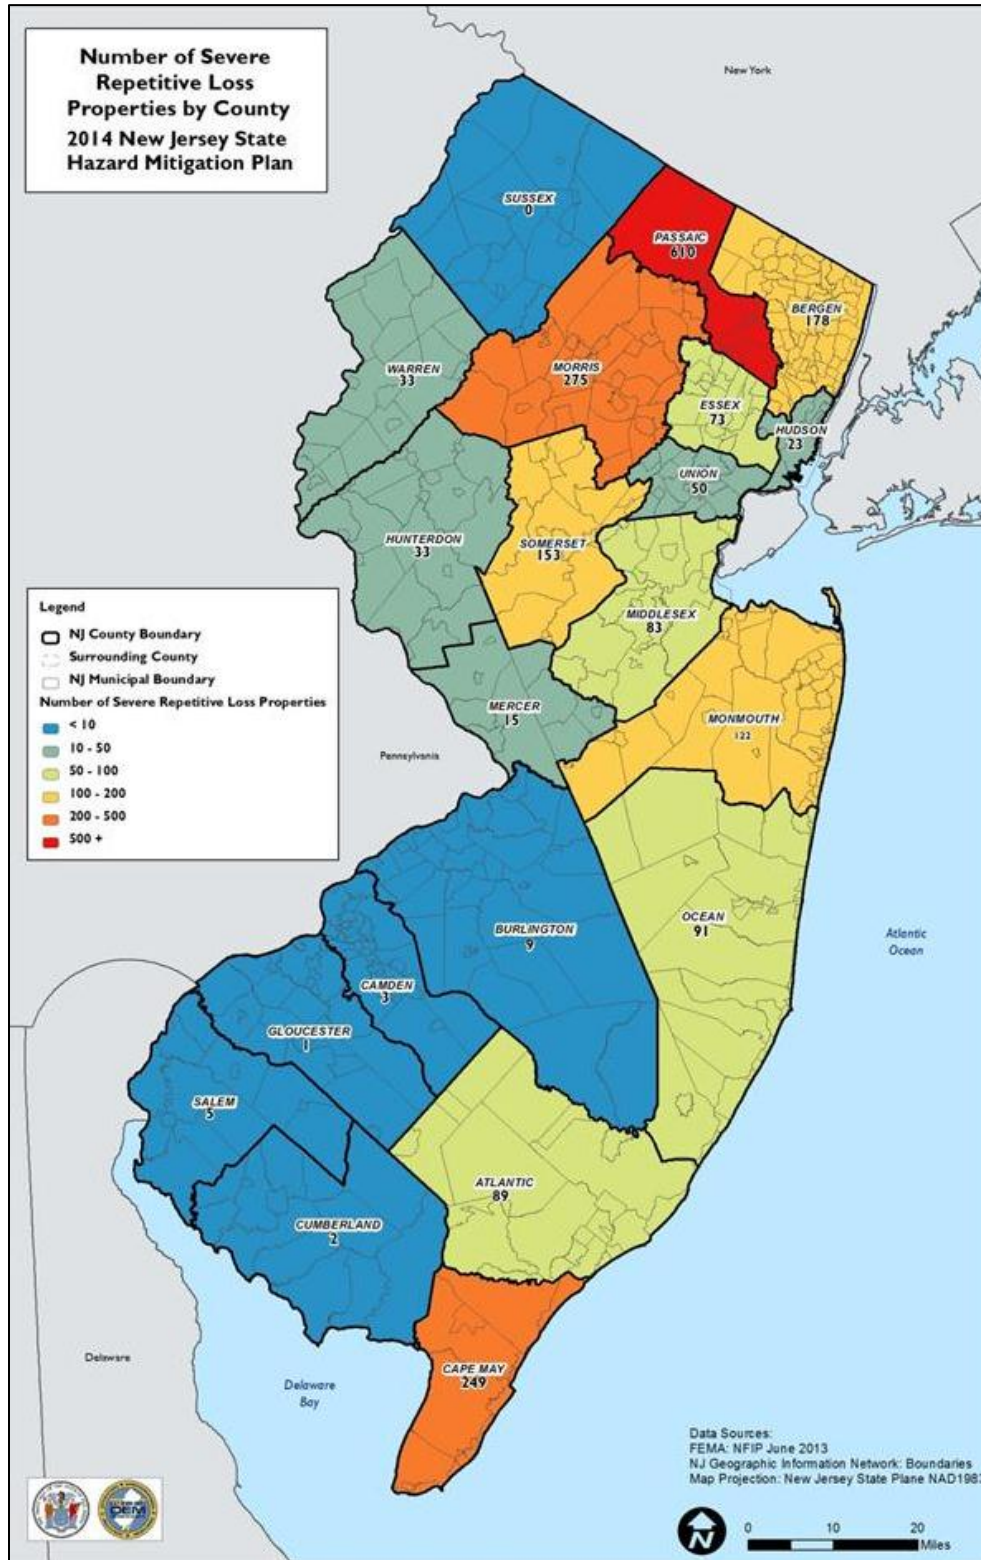 Number of Severe
Repetitive Loss
Properties by County
2014 New Jersey State
Hazard Mitigation Plan
New York
SUSSEX
0
PASSAIC
610
BERGEN
178
WARREN
33
MORRIS
275
ESSEX
73
HUDSON
23
UNION
50
HUNTERDON
33
SOMERSET
153
MIDDLESEX
83
MERCER
15
MONMOUTH
122
Pennsylvania
Legend
NJ County Boundary
Surrounding County
NJ Municipal Boundary
Number of Severe Repetitive Loss Properties
< 10
10 - 50
50 - 100
100 - 200
200 - 500
500 +
OCEAN
91
BURLINGTON
9
Atlantic
Ocean
CAMDEN
3
GLOUCESTER
1
SALEM
5
ATLANTIC
89
CUMBERLAND
2
CAPE MAY
249
Delaware
Delaware
Bay
Data Sources:
FEMA: NFIP June 2013
NJ Geographic Information Network: Boundaries
Map Projection: New Jersey State Plane NAD1983
OEM
N
0 10 20
Miles